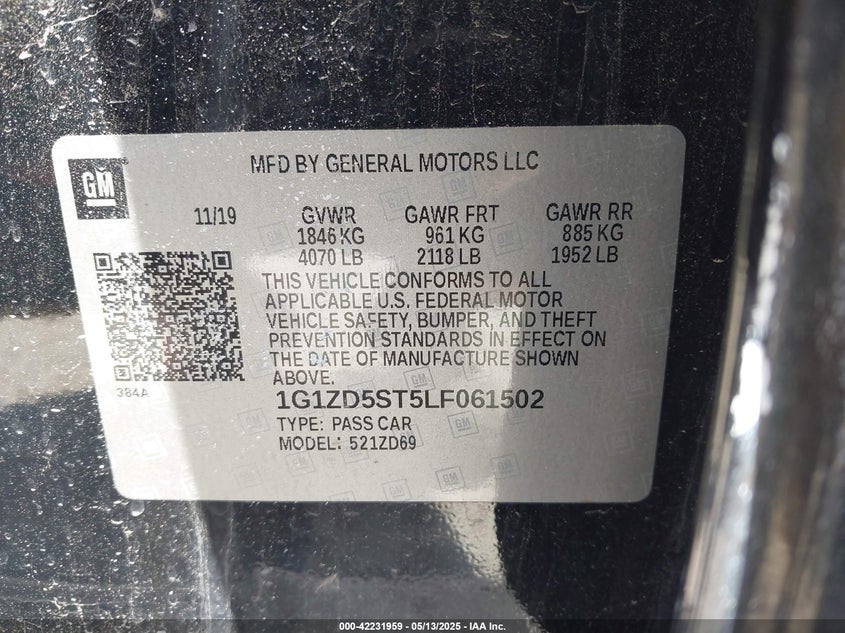 GM
MFD BY GENERAL MOTORS LLC
11/19 GVWR GAWR FRT GAWR RR
1846 KG 961 KG 885 KG
4070 LB 2118 LB 1952 LB
THIS VEHICLE CONFORMS TO ALL
APPLICABLE U.S. FEDERAL MOTOR
VEHICLE SAFETY, BUMPER, AND THEFT
PREVENTION STANDARDS IN EFFECT ON
THE DATE OF MANUFACTURE SHOWN
ABOVE.
384A
1G1ZD5ST5LF061502
TYPE: PASS CAR
MODEL: 521ZD69
000-42231959 - 05/13/2025 - IAA Inc.